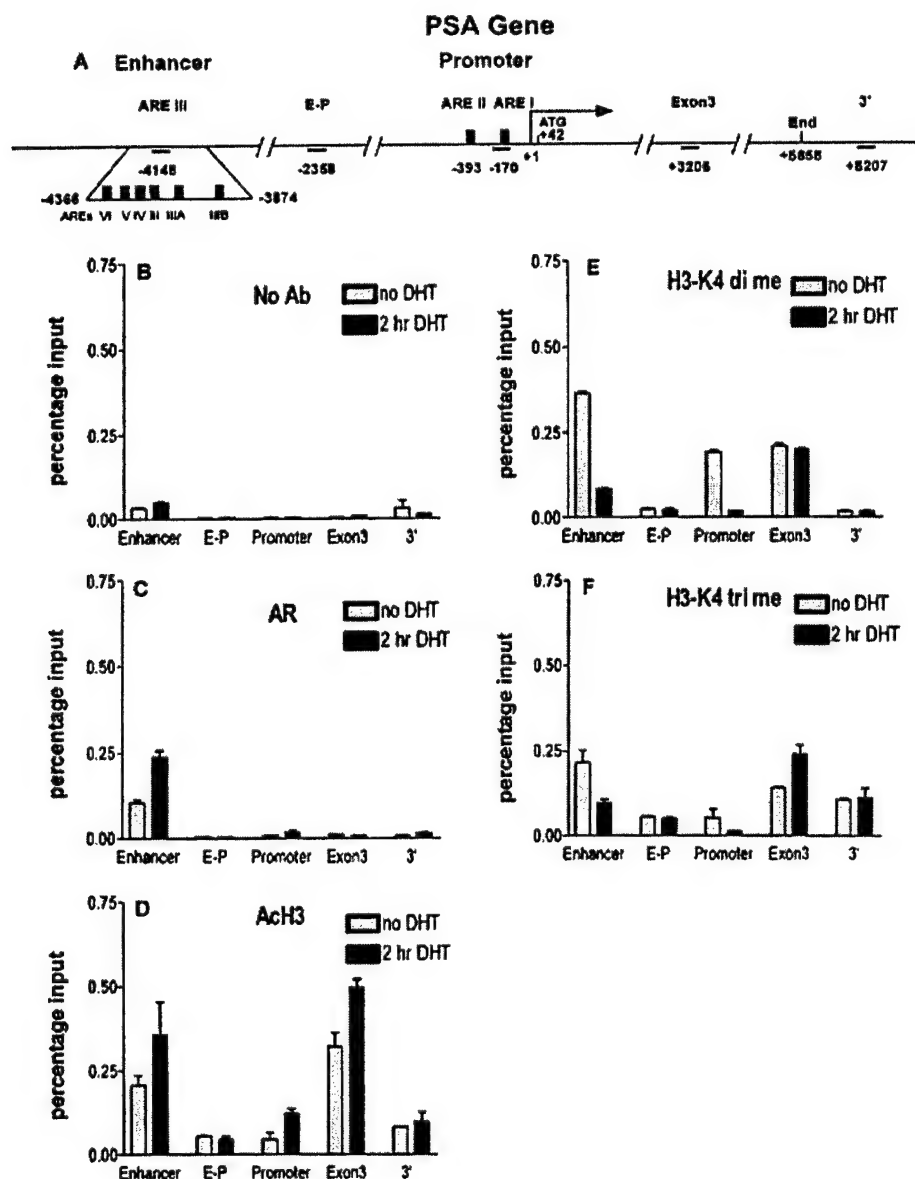 PSA Gene
A Enhancer Promoter
ARE III E-P ARE II ARE I Exon3 3'
ATG
+42
End
-4148 -2358 -393 -170 +1 +3206 +5858 +6207
-4366 -3874
AREs VI V IV III IIIA IIIB
B
No Ab
no DHT
2 hr DHT
percentage input
0.75
0.50
0.25
0.00
Enhancer E-P Promoter Exon3 3'
C
AR
no DHT
2 hr DHT
percentage input
0.75
0.50
0.25
0.00
Enhancer E-P Promoter Exon3 3'
D
AcH3
no DHT
2 hr DHT
percentage input
0.75
0.50
0.25
0.00
Enhancer E-P Promoter Exon3 3'
E
H3-K4 di me
no DHT
2 hr DHT
percentage input
0.75
0.50
0.25
0.00
Enhancer E-P Promoter Exon3 3'
F
H3-K4 tri me
no DHT
2 hr DHT
percentage input
0.75
0.50
0.25
0.00
Enhancer E-P Promoter Exon3 3'